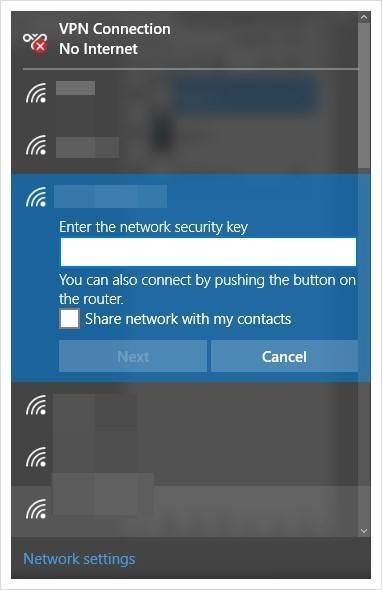 VPN Connection
No Internet
Enter the network security key
You can also connect by pushing the button on
the router.
Share network with my contacts
Next
Cancel
Network settings